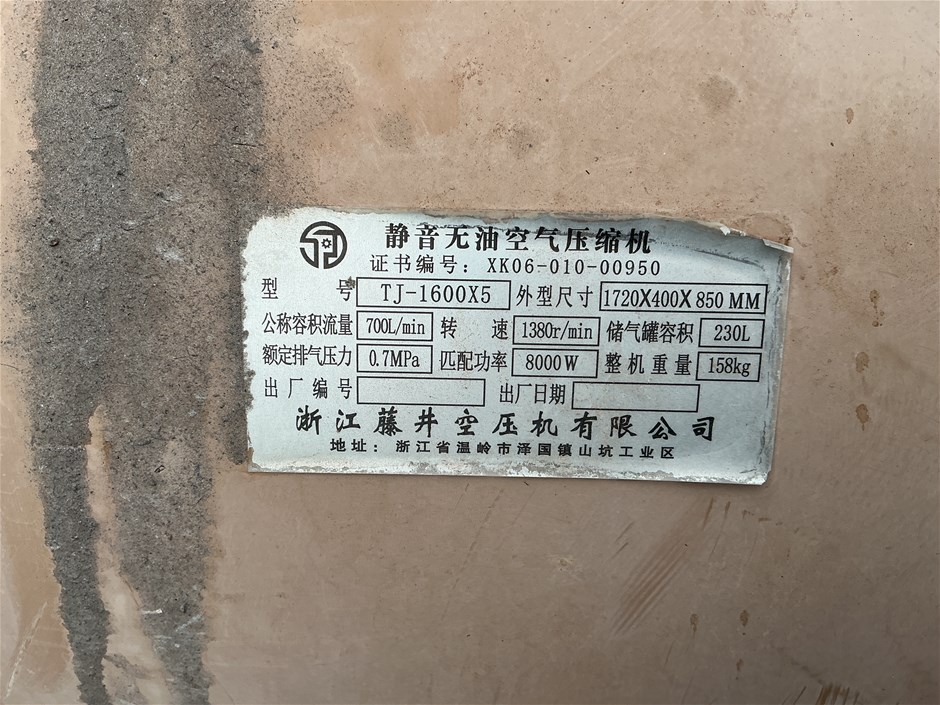 静音无油空气压缩机
证书编号：XK06-010-00950
型号 TJ-1600X5 外型尺寸 1720X400X850 MM
公称容积流量 700L/min 转速 1380r/min 储气罐容积 230L
额定排气压力 0.7MPa 匹配功率 8000W 整机重量 158kg
出厂编号 出厂日期
浙江藤井空压机有限公司
地址：浙江省温岭市泽国镇山坑工业区